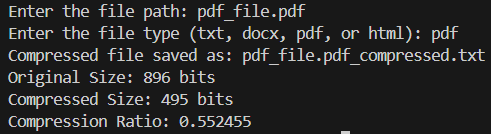 Enter the file path: pdf_file.pdf
Enter the file type (txt, docx, pdf, or html): pdf
Compressed file saved as: pdf_file.pdf_compressed.txt
Original Size: 896 bits
Compressed Size: 495 bits
Compression Ratio: 0.552455